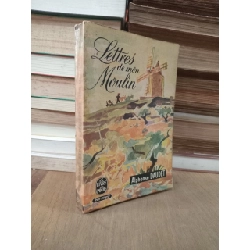 Lettres
de mon
Moulin
Alphonse DAUDET